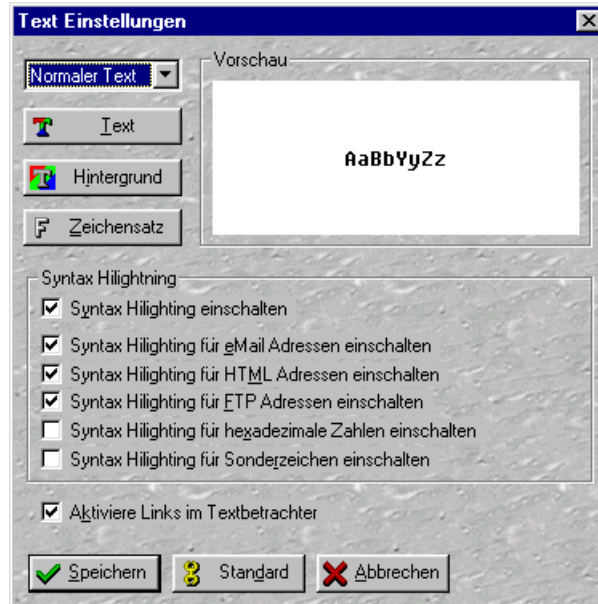 Text Einstellungen
Normaler Text
Vorschau
Text
AaBbYyZz
Hintergrund
Zeichensatz
Syntax Hilightning
Syntax Hilighting einschalten
Syntax Hilighting für eMail Adressen einschalten
Syntax Hilighting für HTML Adressen einschalten
Syntax Hilighting für FTP Adressen einschalten
Syntax Hilighting für hexadezimale Zahlen einschalten
Syntax Hilighting für Sonderzeichen einschalten
Aktiviere Links im Textbetrachter
Speichern Standard Abbrechen